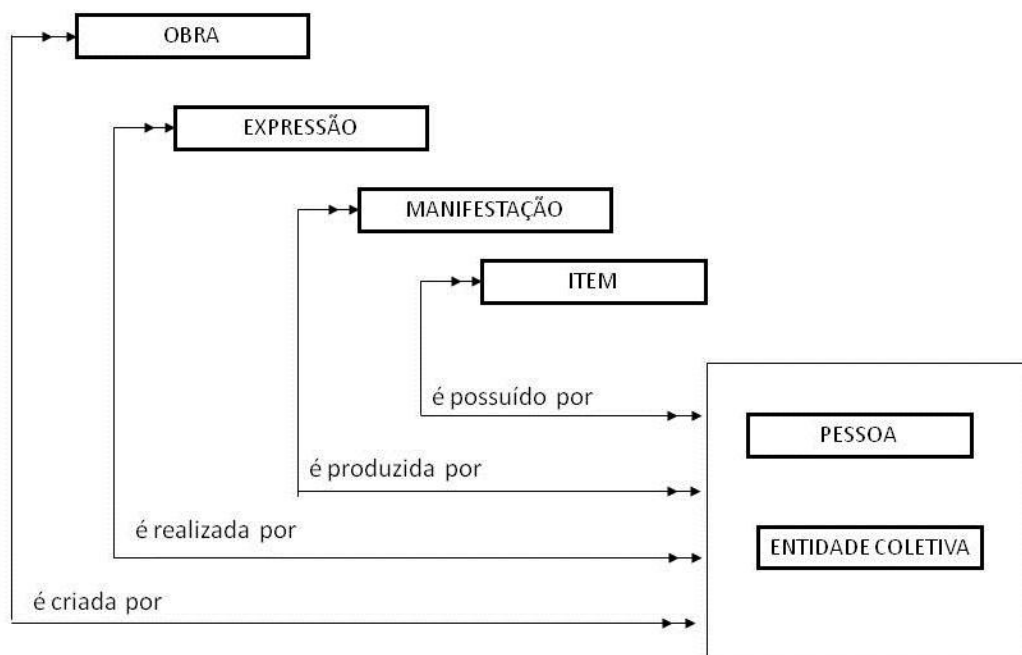 OBRA
EXPRESSÃO
MANIFESTAÇÃO
ITEM
é possuído por
PESSOA
é produzida por
é realizada por
ENTIDADE COLETIVA
é criada por